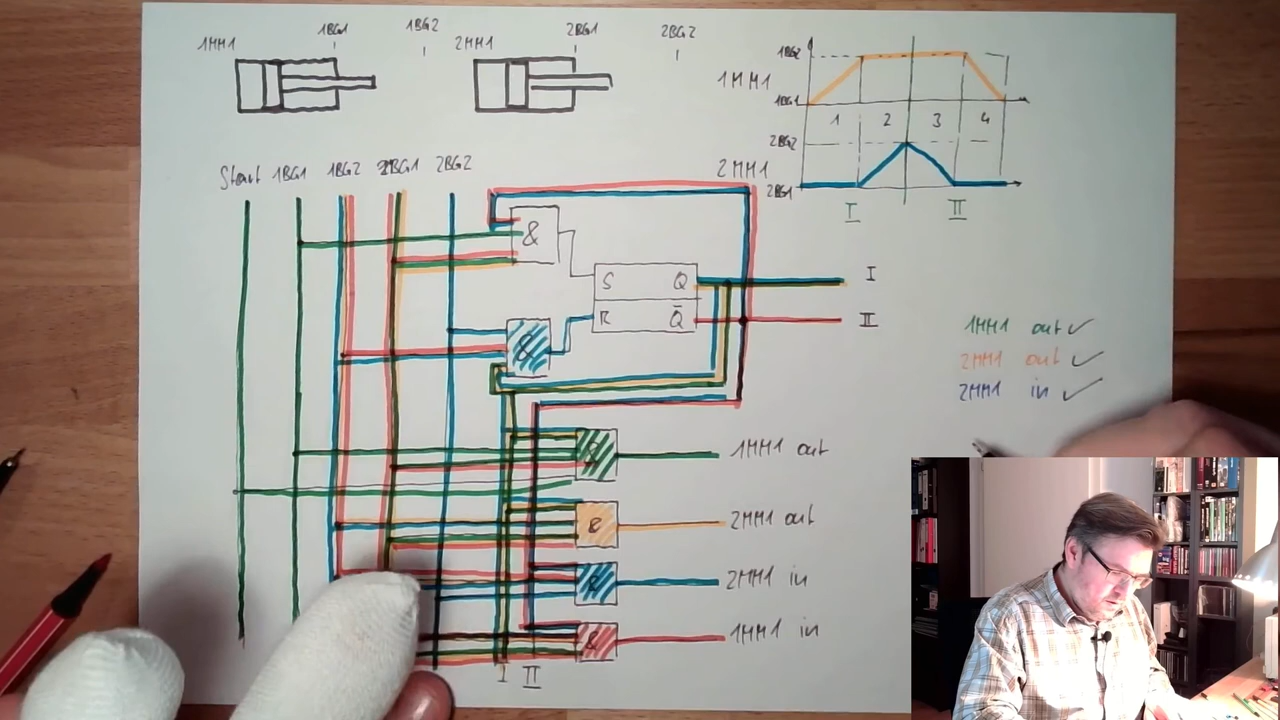 1MM1 1BG1 1BG2 2MM1 2BG1 2BG2
1MM1
1BG2
1BG1
1 2 3 4
2BG2
2MM1
2BG1
I II
Start 1BG1 1BG2 2BG1 2BG2
&
S Q
R Q̄
&
I
II
1MM1 out ✓
2MM1 out ✓
2MM1 in ✓
& 1MM1 out
& 2MM1 out
& 2MM1 in
& 1MM1 in
I II